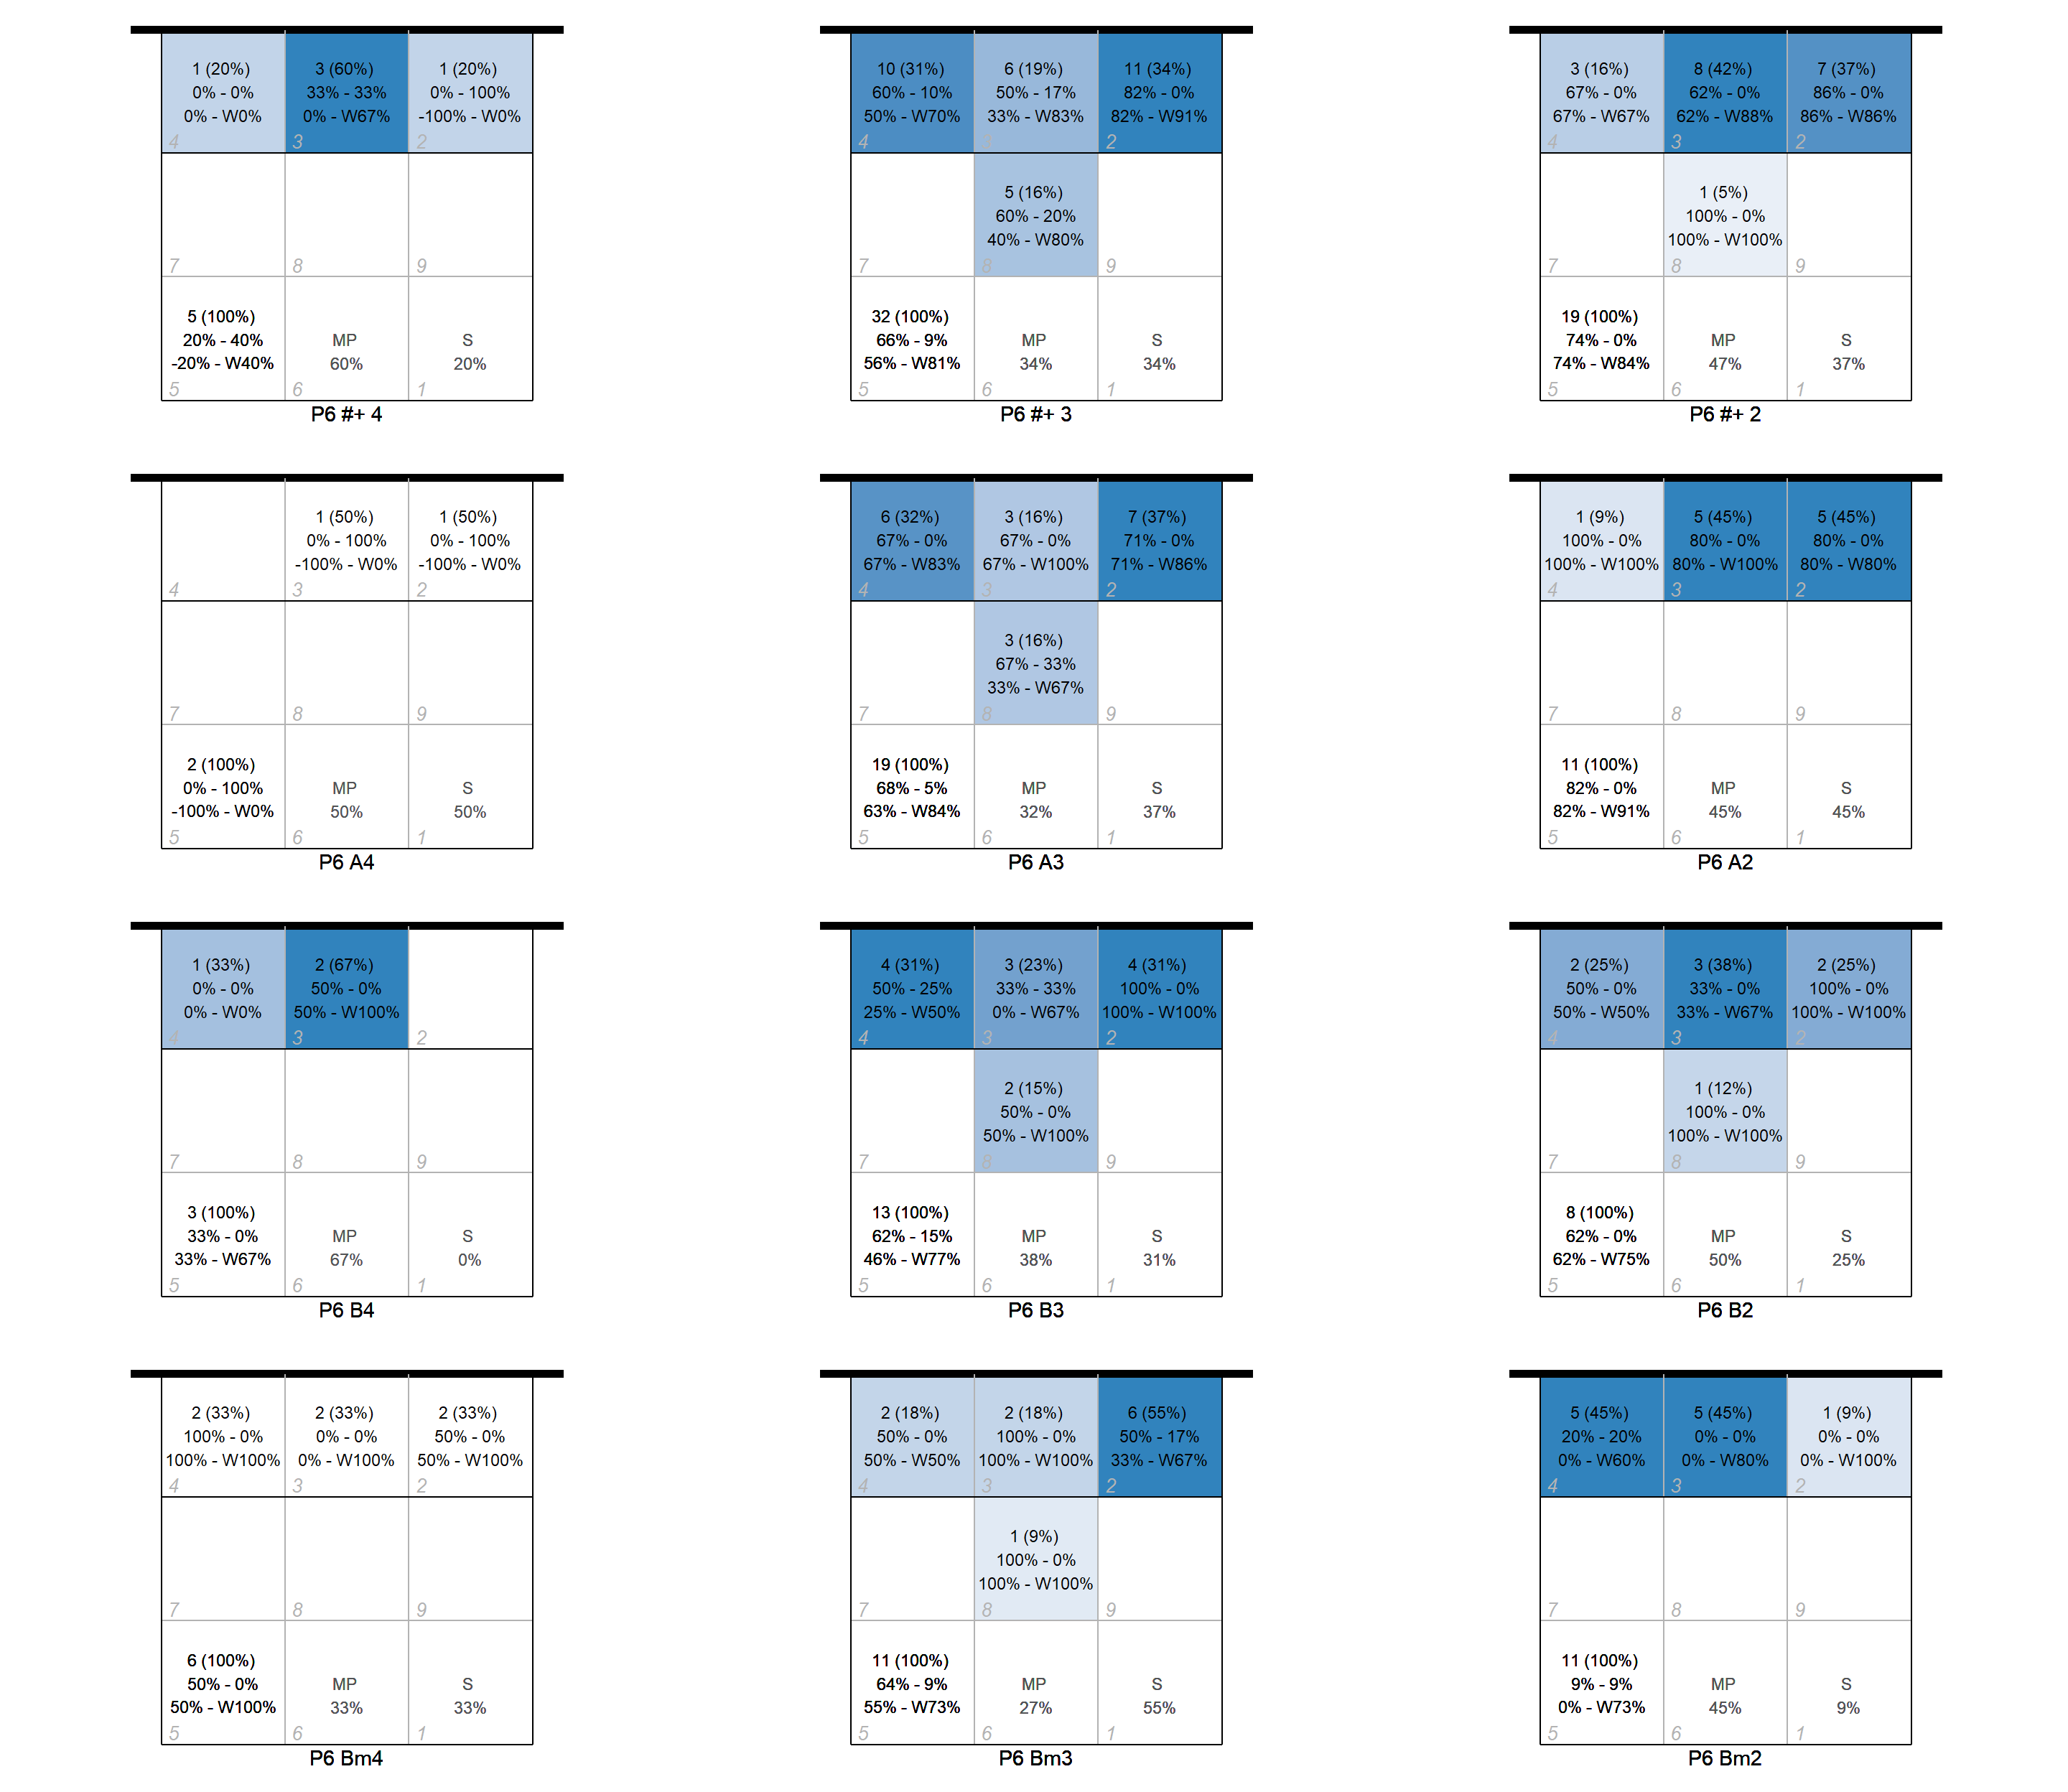 1 (20%)
0% - 0%
0% - W0%
4
3 (60%)
33% - 33%
0% - W67%
3
1 (20%)
0% - 100%
-100% - W0%
2
7
8
9
5 (100%)
20% - 40%
-20% - W40%
5
MP
60%
6
S
20%
1
P6 #+ 4
10 (31%)
60% - 10%
50% - W70%
4
6 (19%)
50% - 17%
33% - W83%
3
11 (34%)
82% - 0%
82% - W91%
2
7
5 (16%)
60% - 20%
40% - W80%
8
9
32 (100%)
66% - 9%
56% - W81%
5
MP
34%
6
S
34%
1
P6 #+ 3
3 (16%)
67% - 0%
67% - W67%
4
8 (42%)
62% - 0%
62% - W88%
3
7 (37%)
86% - 0%
86% - W86%
2
7
1 (5%)
100% - 0%
100% - W100%
8
9
19 (100%)
74% - 0%
74% - W84%
5
MP
47%
6
S
37%
1
P6 #+ 2
4
1 (50%)
0% - 100%
-100% - W0%
3
1 (50%)
0% - 100%
-100% - W0%
2
7
8
9
2 (100%)
0% - 100%
-100% - W0%
5
MP
50%
6
S
50%
1
P6 A4
6 (32%)
67% - 0%
67% - W83%
4
3 (16%)
67% - 0%
67% - W100%
3
7 (37%)
71% - 0%
71% - W86%
2
7
3 (16%)
67% - 33%
33% - W67%
8
9
19 (100%)
68% - 5%
63% - W84%
5
MP
32%
6
S
37%
1
P6 A3
1 (9%)
100% - 0%
100% - W100%
4
5 (45%)
80% - 0%
80% - W100%
3
5 (45%)
80% - 0%
80% - W80%
2
7
8
9
11 (100%)
82% - 0%
82% - W91%
5
MP
45%
6
S
45%
1
P6 A2
1 (33%)
0% - 0%
0% - W0%
4
2 (67%)
50% - 0%
50% - W100%
3
2
7
8
9
3 (100%)
33% - 0%
33% - W67%
5
MP
67%
6
S
0%
1
P6 B4
4 (31%)
50% - 25%
25% - W50%
4
3 (23%)
33% - 33%
0% - W67%
3
4 (31%)
100% - 0%
100% - W100%
2
7
2 (15%)
50% - 0%
50% - W100%
8
9
13 (100%)
62% - 15%
46% - W77%
5
MP
38%
6
S
31%
1
P6 B3
2 (25%)
50% - 0%
50% - W50%
4
3 (38%)
33% - 0%
33% - W67%
3
2 (25%)
100% - 0%
100% - W100%
2
7
1 (12%)
100% - 0%
100% - W100%
8
9
8 (100%)
62% - 0%
62% - W75%
5
MP
50%
6
S
25%
1
P6 B2
2 (33%)
100% - 0%
100% - W100%
4
2 (33%)
0% - 0%
0% - W100%
3
2 (33%)
50% - 0%
50% - W100%
2
7
8
9
6 (100%)
50% - 0%
50% - W100%
5
MP
33%
6
S
33%
1
P6 Bm4
2 (18%)
50% - 0%
50% - W50%
4
2 (18%)
100% - 0%
100% - W100%
3
6 (55%)
50% - 17%
33% - W67%
2
7
1 (9%)
100% - 0%
100% - W100%
8
9
11 (100%)
64% - 9%
55% - W73%
5
MP
27%
6
S
55%
1
P6 Bm3
5 (45%)
20% - 20%
0% - W60%
4
5 (45%)
0% - 0%
0% - W80%
3
1 (9%)
0% - 0%
0% - W100%
2
7
8
9
11 (100%)
9% - 9%
0% - W73%
5
MP
45%
6
S
9%
1
P6 Bm2